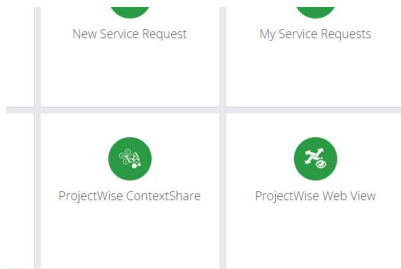 New Service Request
My Service Requests
ProjectWise ContextShare
ProjectWise Web View